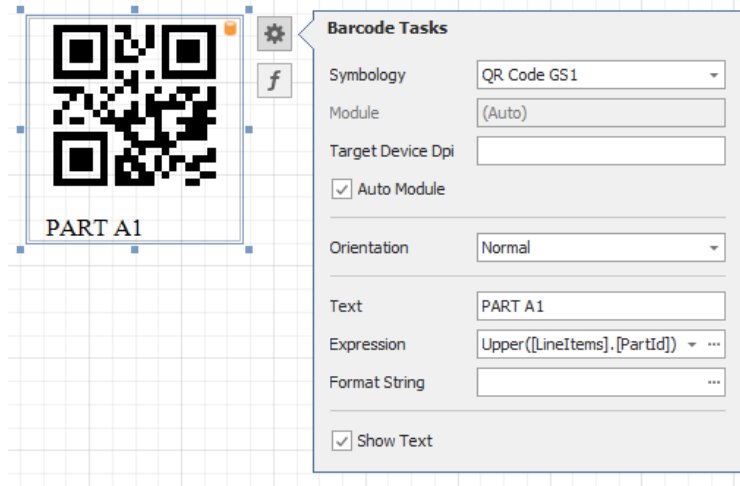 PART A1
f
Barcode Tasks
Symbology QR Code GS1
Module (Auto)
Target Device Dpi
Auto Module
Orientation Normal
Text PART A1
Expression Upper([LineItems].[PartId]) ...
Format String ...
Show Text